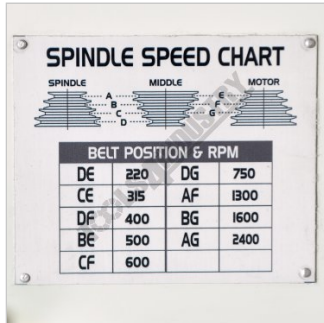 SPINDLE SPEED CHART
SPINDLE MIDDLE MOTOR
A E
B F
C G
D
BELT POSITION & RPM
DE 220 DG 750
CE 315 AF 1300
DF 400 BG 1600
BE 500 AG 2400
CF 600
TOOLS4INDUSTRY